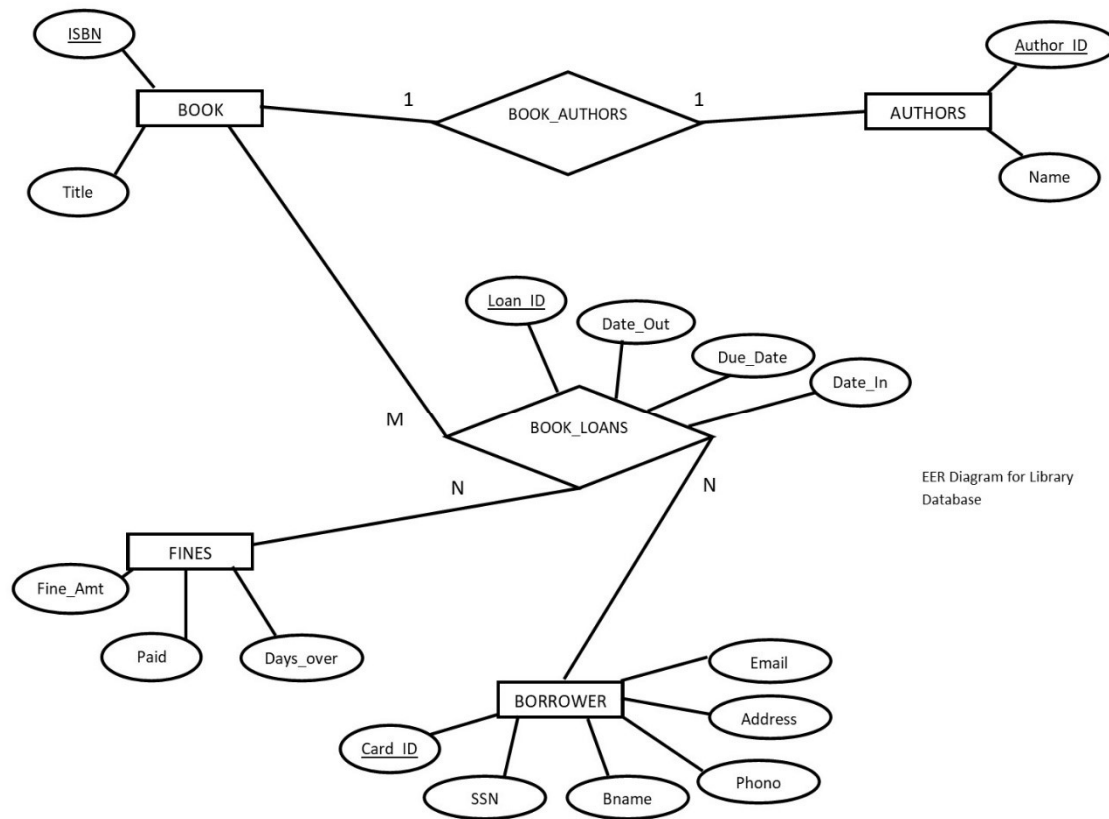 ISBN
Author_ID
BOOK
1
BOOK_AUTHORS
1
AUTHORS
Title
Name
Loan_ID
Date_Out
Due_Date
Date_In
M
BOOK_LOANS
N
N
EER Diagram for Library
Database
FINES
Fine_Amt
Paid
Days_over
BORROWER
Email
Address
Card_ID
Phono
SSN
Bname